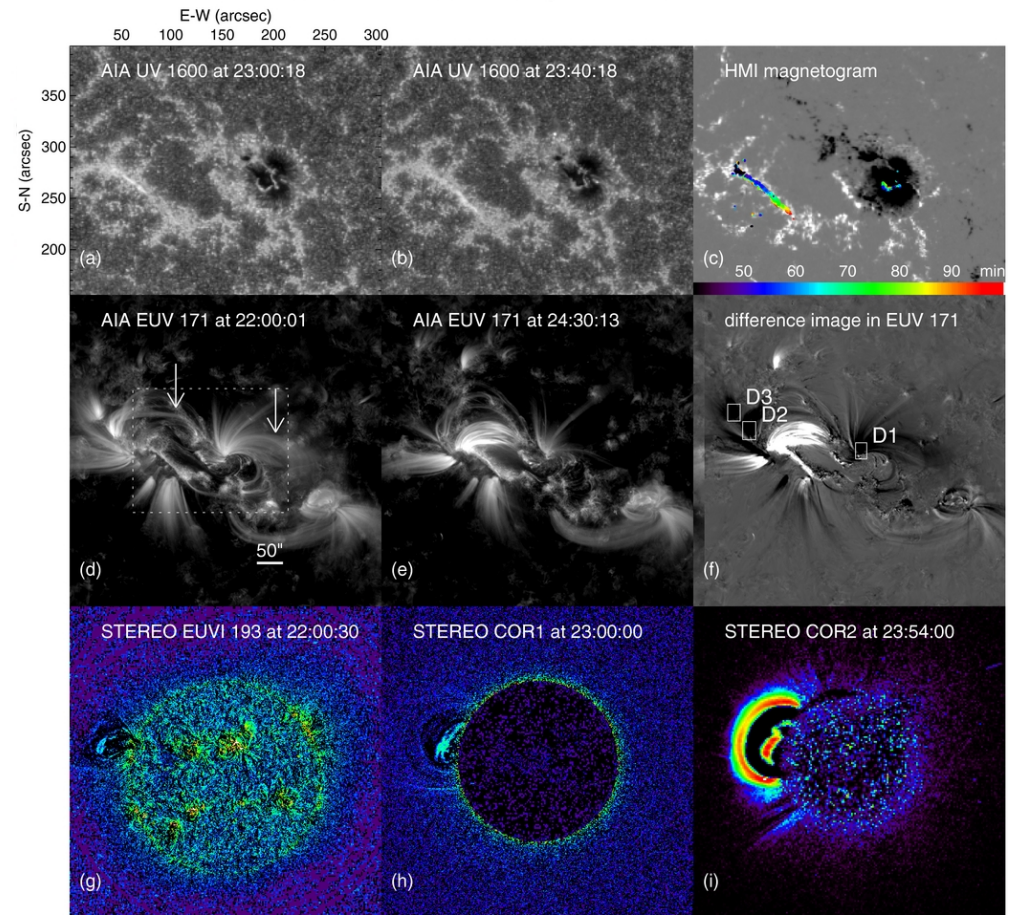 E-W (arcsec)
50 100 150 200 250 300
S-N (arcsec)
350
300
250
200
AIA UV 1600 at 23:00:18
(a)
AIA UV 1600 at 23:40:18
(b)
HMI magnetogram
(c)
50 60 70 80 90 min
AIA EUV 171 at 22:00:01
50"
(d)
AIA EUV 171 at 24:30:13
(e)
difference image in EUV 171
D3
D2
D1
(f)
STEREO EUVI 193 at 22:00:30
(g)
STEREO COR1 at 23:00:00
(h)
STEREO COR2 at 23:54:00
(i)